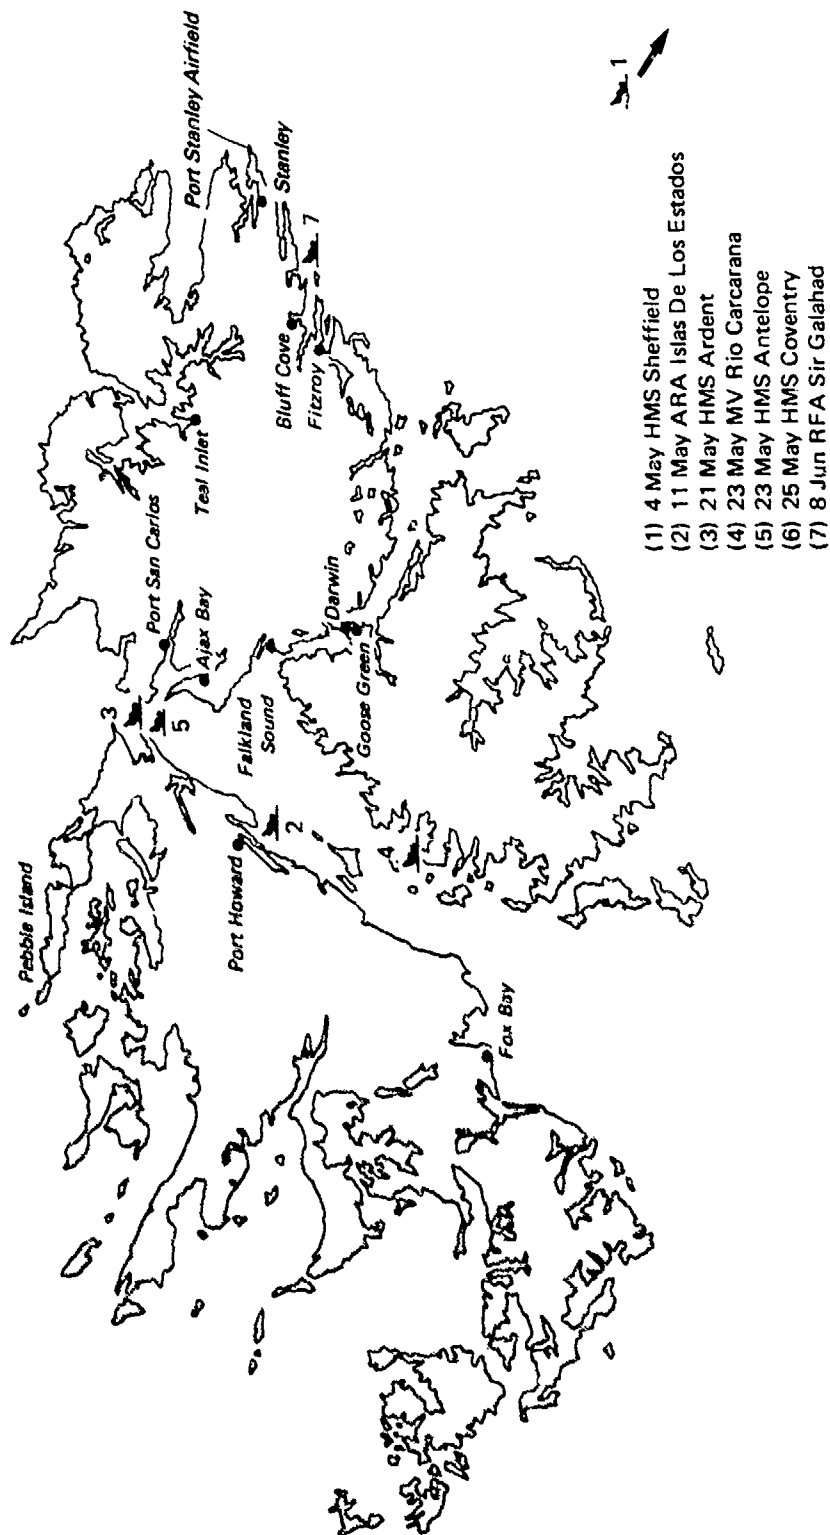 Pebble Island
3
5
Port San Carlos
Ajax Bay
Teal Inlet
Port Stanley Airfield
Stanley
Port Howard
2
Falkland
Sound
Bluff Cove
Fitzroy
7
Darwin
Goose Green
4
Fox Bay
1
(1) 4 May HMS Sheffield
(2) 11 May ARA Islas De Los Estados
(3) 21 May HMS Ardent
(4) 23 May MV Rio Carcarana
(5) 23 May HMS Antelope
(6) 25 May HMS Coventry
(7) 8 Jun RFA Sir Galahad